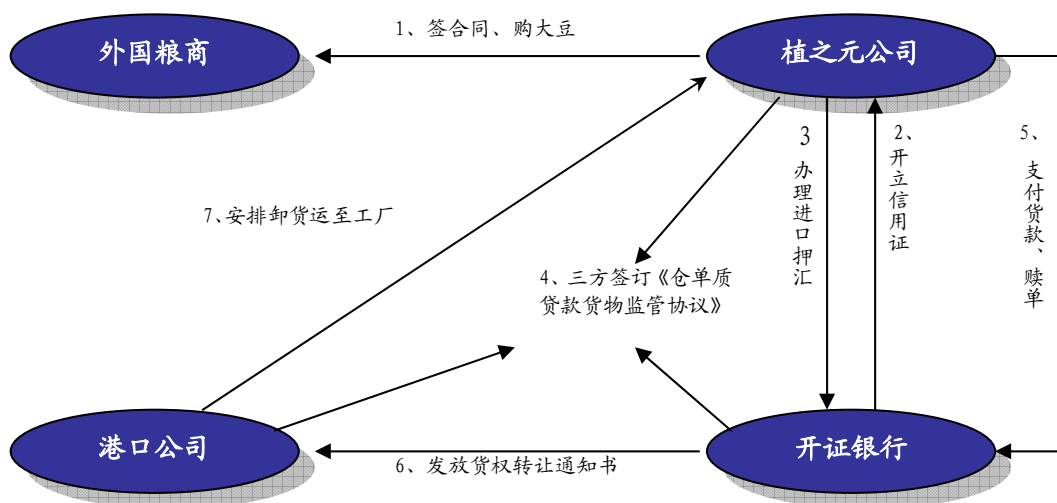 1、签合同、购大豆
外国粮商
植之元公司
3
办理进口押汇
2、
开立信用证
5、
支付货款、赎单
7、安排卸货运至工厂
4、三方签订《仓单质
贷款货物监管协议》
港口公司
开证银行
6、发放货权转让通知书